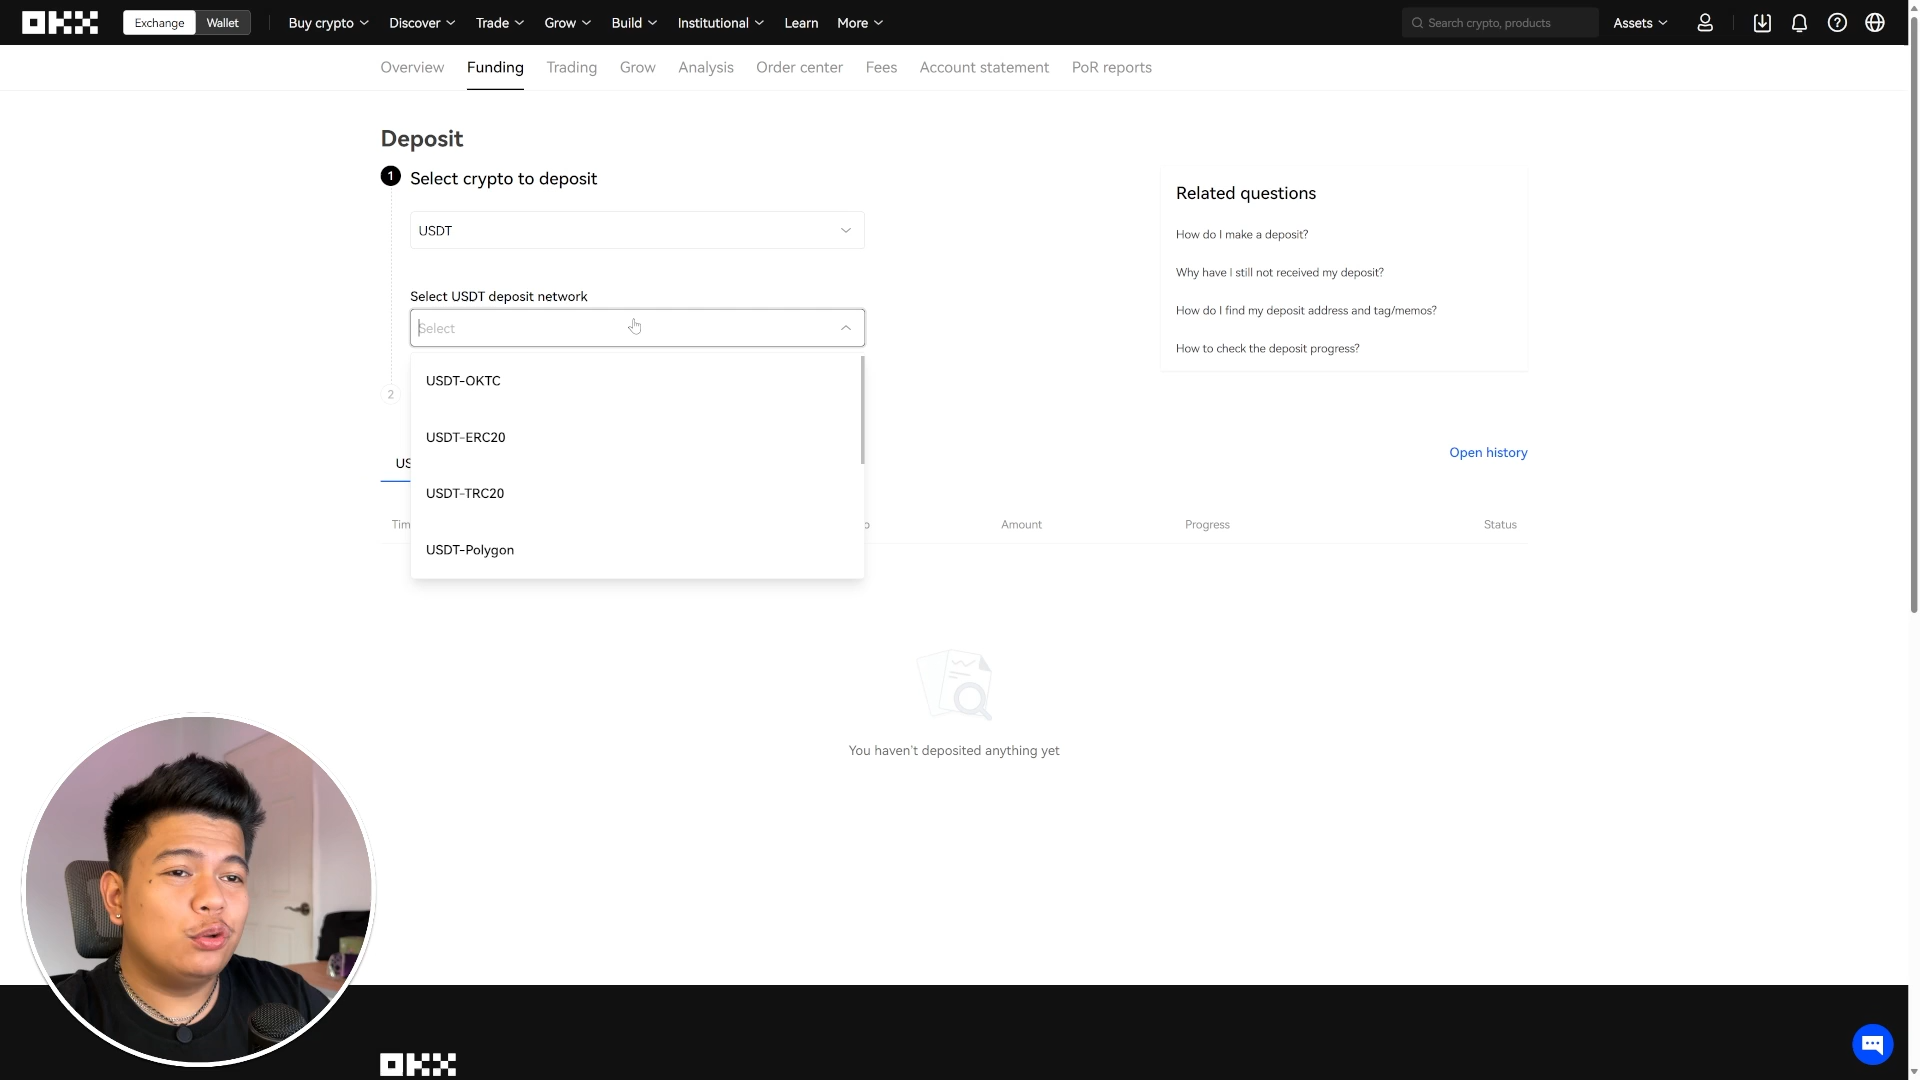 OKX
Exchange
Wallet
Buy crypto
Discover
Trade
Grow
Build
Institutional
Learn
More
Search crypto, products
Assets
Overview
Funding
Trading
Grow
Analysis
Order center
Fees
Account statement
PoR reports
Deposit
1
Select crypto to deposit
USDT
Select USDT deposit network
Select
USDT-OKTC
USDT-ERC20
USDT-TRC20
USDT-Polygon
2
US
Related questions
How do I make a deposit?
Why have I still not received my deposit?
How do I find my deposit address and tag/memos?
How to check the deposit progress?
Open history
Tim
o
Amount
Progress
Status
You haven't deposited anything yet
OKX